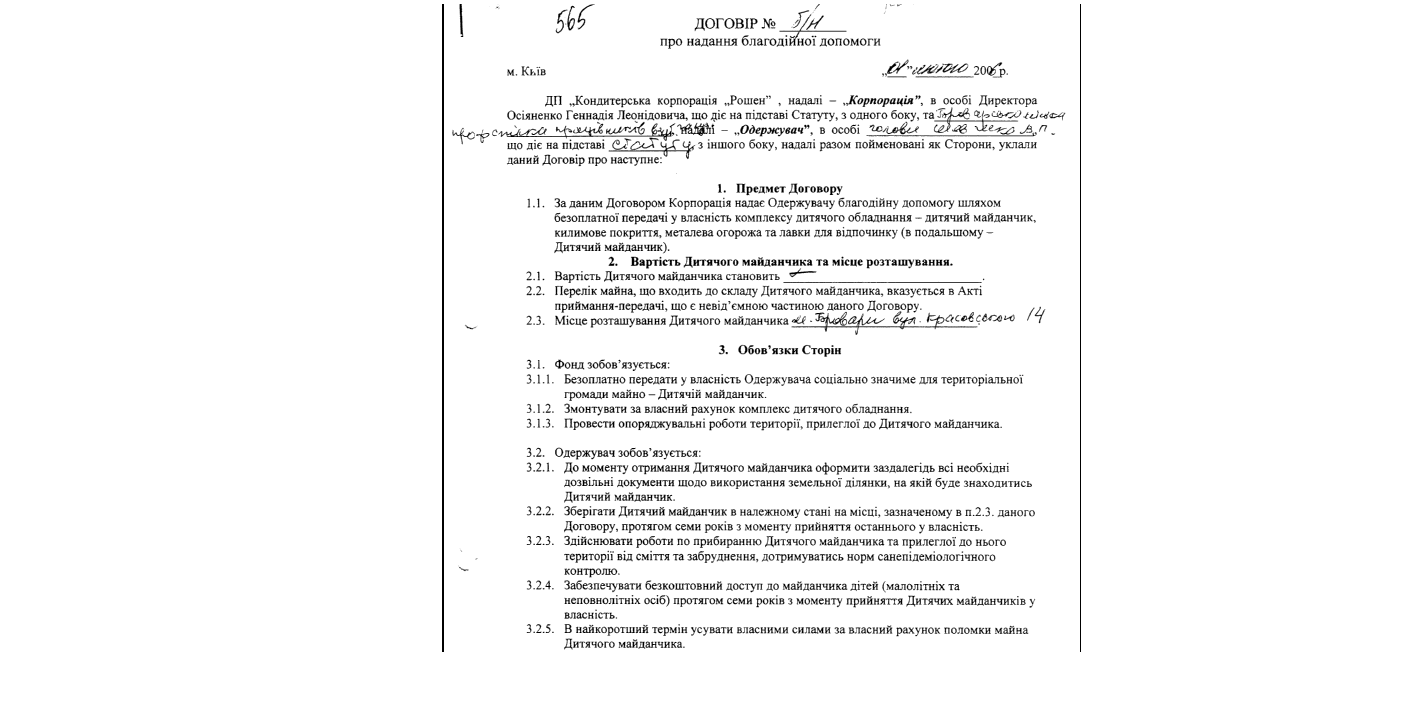 565
ДОГОВІР № б/н
про надання благодійної допомоги
м. Київ „01" лютого 2006р.
ДП „Кондитерська корпорація „Рошен" , надалі – „Корпорація", в особі Директора
Осіяненко Геннадія Леонідовича, що діє на підставі Статуту, з одного боку, та
профспілка працівників надалі – „Одержувач", в особі голови
що діє на підставі статуту, з іншого боку, надалі разом поіменовані як Сторони, уклали
даний Договір про наступне:
1. Предмет Договору
1.1. За даним Договором Корпорація надає Одержувачу благодійну допомогу шляхом
безоплатної передачі у власність комплексу дитячого обладнання – дитячий майданчик,
килимове покриття, металева огорожа та лавки для відпочинку (в подальшому –
Дитячий майданчик).
2. Вартість Дитячого майданчика та місце розташування.
2.1. Вартість Дитячого майданчика становить .
2.2. Перелік майна, що входить до складу Дитячого майданчика, вказується в Акті
приймання-передачі, що є невід'ємною частиною даного Договору.
2.3. Місце розташування Дитячого майданчика м. Бровари вул. Красовського 14
3. Обов'язки Сторін
3.1. Фонд зобов'язується:
3.1.1. Безоплатно передати у власність Одержувача соціально значиме для територіальної
громади майно – Дитячій майданчик.
3.1.2. Змонтувати за власний рахунок комплекс дитячого обладнання.
3.1.3. Провести опоряджувальні роботи території, прилеглої до Дитячого майданчика.
3.2. Одержувач зобов'язується:
3.2.1. До моменту отримання Дитячого майданчика оформити заздалегідь всі необхідні
дозвільні документи щодо використання земельної ділянки, на якій буде знаходитись
Дитячий майданчик.
3.2.2. Зберігати Дитячий майданчик в належному стані на місці, зазначеному в п.2.3. даного
Договору, протягом семи років з моменту прийняття останнього у власність.
3.2.3. Здійснювати роботи по прибиранню Дитячого майданчика та прилеглої до нього
території від сміття та забруднення, дотримуватись норм санепідеміологічного
контролю.
3.2.4. Забезпечувати безкоштовний доступ до майданчика дітей (малолітніх та
неповнолітніх осіб) протягом семи років з моменту прийняття Дитячих майданчиків у
власність.
3.2.5. В найкоротший термін усувати власними силами за власний рахунок поломки майна
Дитячого майданчика.